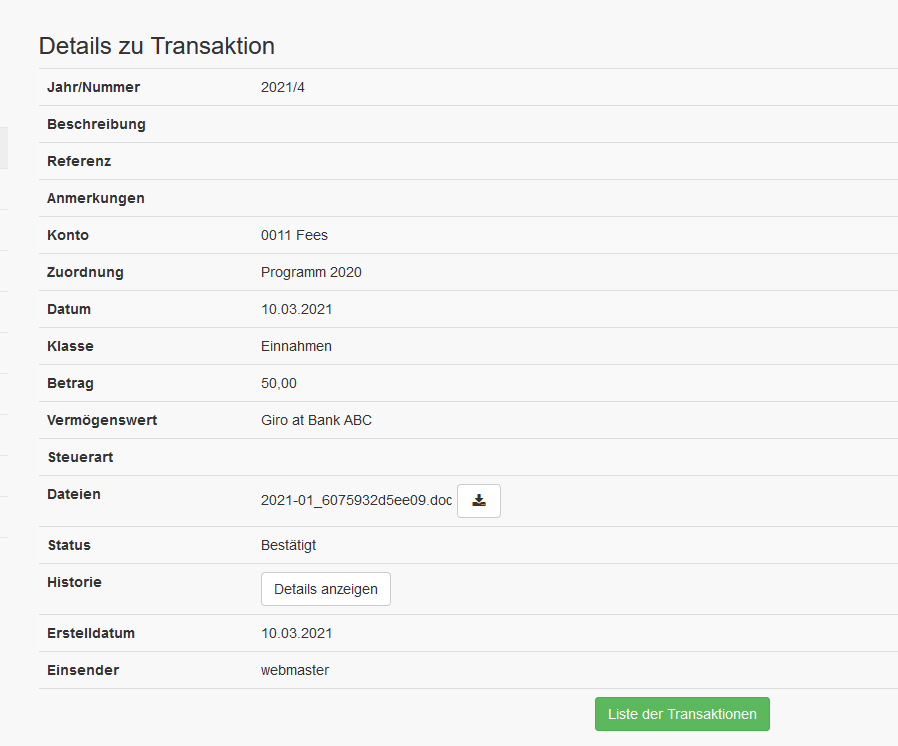 Details zu Transaktion
Jahr/Nummer 2021/4
Beschreibung
Referenz
Anmerkungen
Konto 0011 Fees
Zuordnung Programm 2020
Datum 10.03.2021
Klasse Einnahmen
Betrag 50,00
Vermögenswert Giro at Bank ABC
Steuerart
Dateien 2021-01_6075932d5ee09.doc
Status Bestätigt
Historie Details anzeigen
Erstelldatum 10.03.2021
Einsender webmaster
Liste der Transaktionen